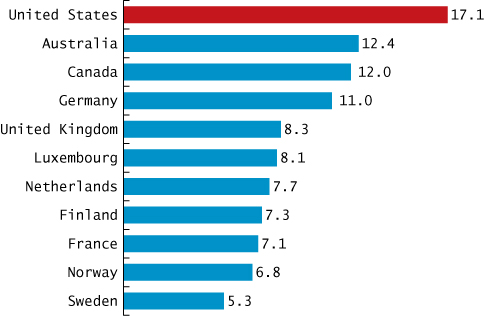 United States 17.1
Australia 12.4
Canada 12.0
Germany 11.0
United Kingdom 8.3
Luxembourg 8.1
Netherlands 7.7
Finland 7.3
France 7.1
Norway 6.8
Sweden 5.3